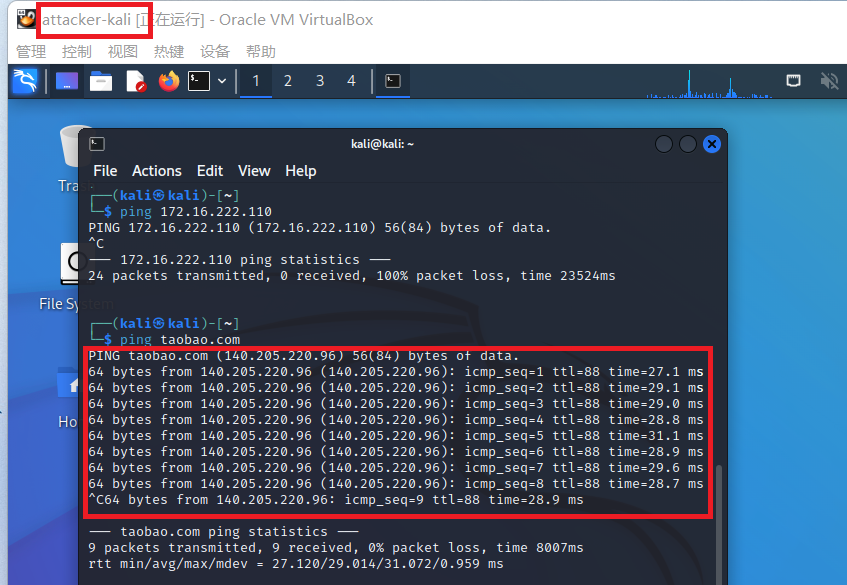 attacker-kali [正在运行] - Oracle VM VirtualBox
管理 控制 视图 热键 设备 帮助
1 2 3 4
kali@kali: ~
File Actions Edit View Help
Tra
File System
Ho
┌──(kali㉿kali)-[~]
└─$ ping 172.16.222.110
PING 172.16.222.110 (172.16.222.110) 56(84) bytes of data.
^C
--- 172.16.222.110 ping statistics ---
24 packets transmitted, 0 received, 100% packet loss, time 23524ms
┌──(kali㉿kali)-[~]
└─$ ping taobao.com
PING taobao.com (140.205.220.96) 56(84) bytes of data.
64 bytes from 140.205.220.96 (140.205.220.96): icmp_seq=1 ttl=88 time=27.1 ms
64 bytes from 140.205.220.96 (140.205.220.96): icmp_seq=2 ttl=88 time=29.1 ms
64 bytes from 140.205.220.96 (140.205.220.96): icmp_seq=3 ttl=88 time=29.0 ms
64 bytes from 140.205.220.96 (140.205.220.96): icmp_seq=4 ttl=88 time=28.8 ms
64 bytes from 140.205.220.96 (140.205.220.96): icmp_seq=5 ttl=88 time=31.1 ms
64 bytes from 140.205.220.96 (140.205.220.96): icmp_seq=6 ttl=88 time=28.9 ms
64 bytes from 140.205.220.96 (140.205.220.96): icmp_seq=7 ttl=88 time=29.6 ms
64 bytes from 140.205.220.96 (140.205.220.96): icmp_seq=8 ttl=88 time=28.7 ms
^C64 bytes from 140.205.220.96: icmp_seq=9 ttl=88 time=28.9 ms
--- taobao.com ping statistics ---
9 packets transmitted, 9 received, 0% packet loss, time 8007ms
rtt min/avg/max/mdev = 27.120/29.014/31.072/0.959 ms